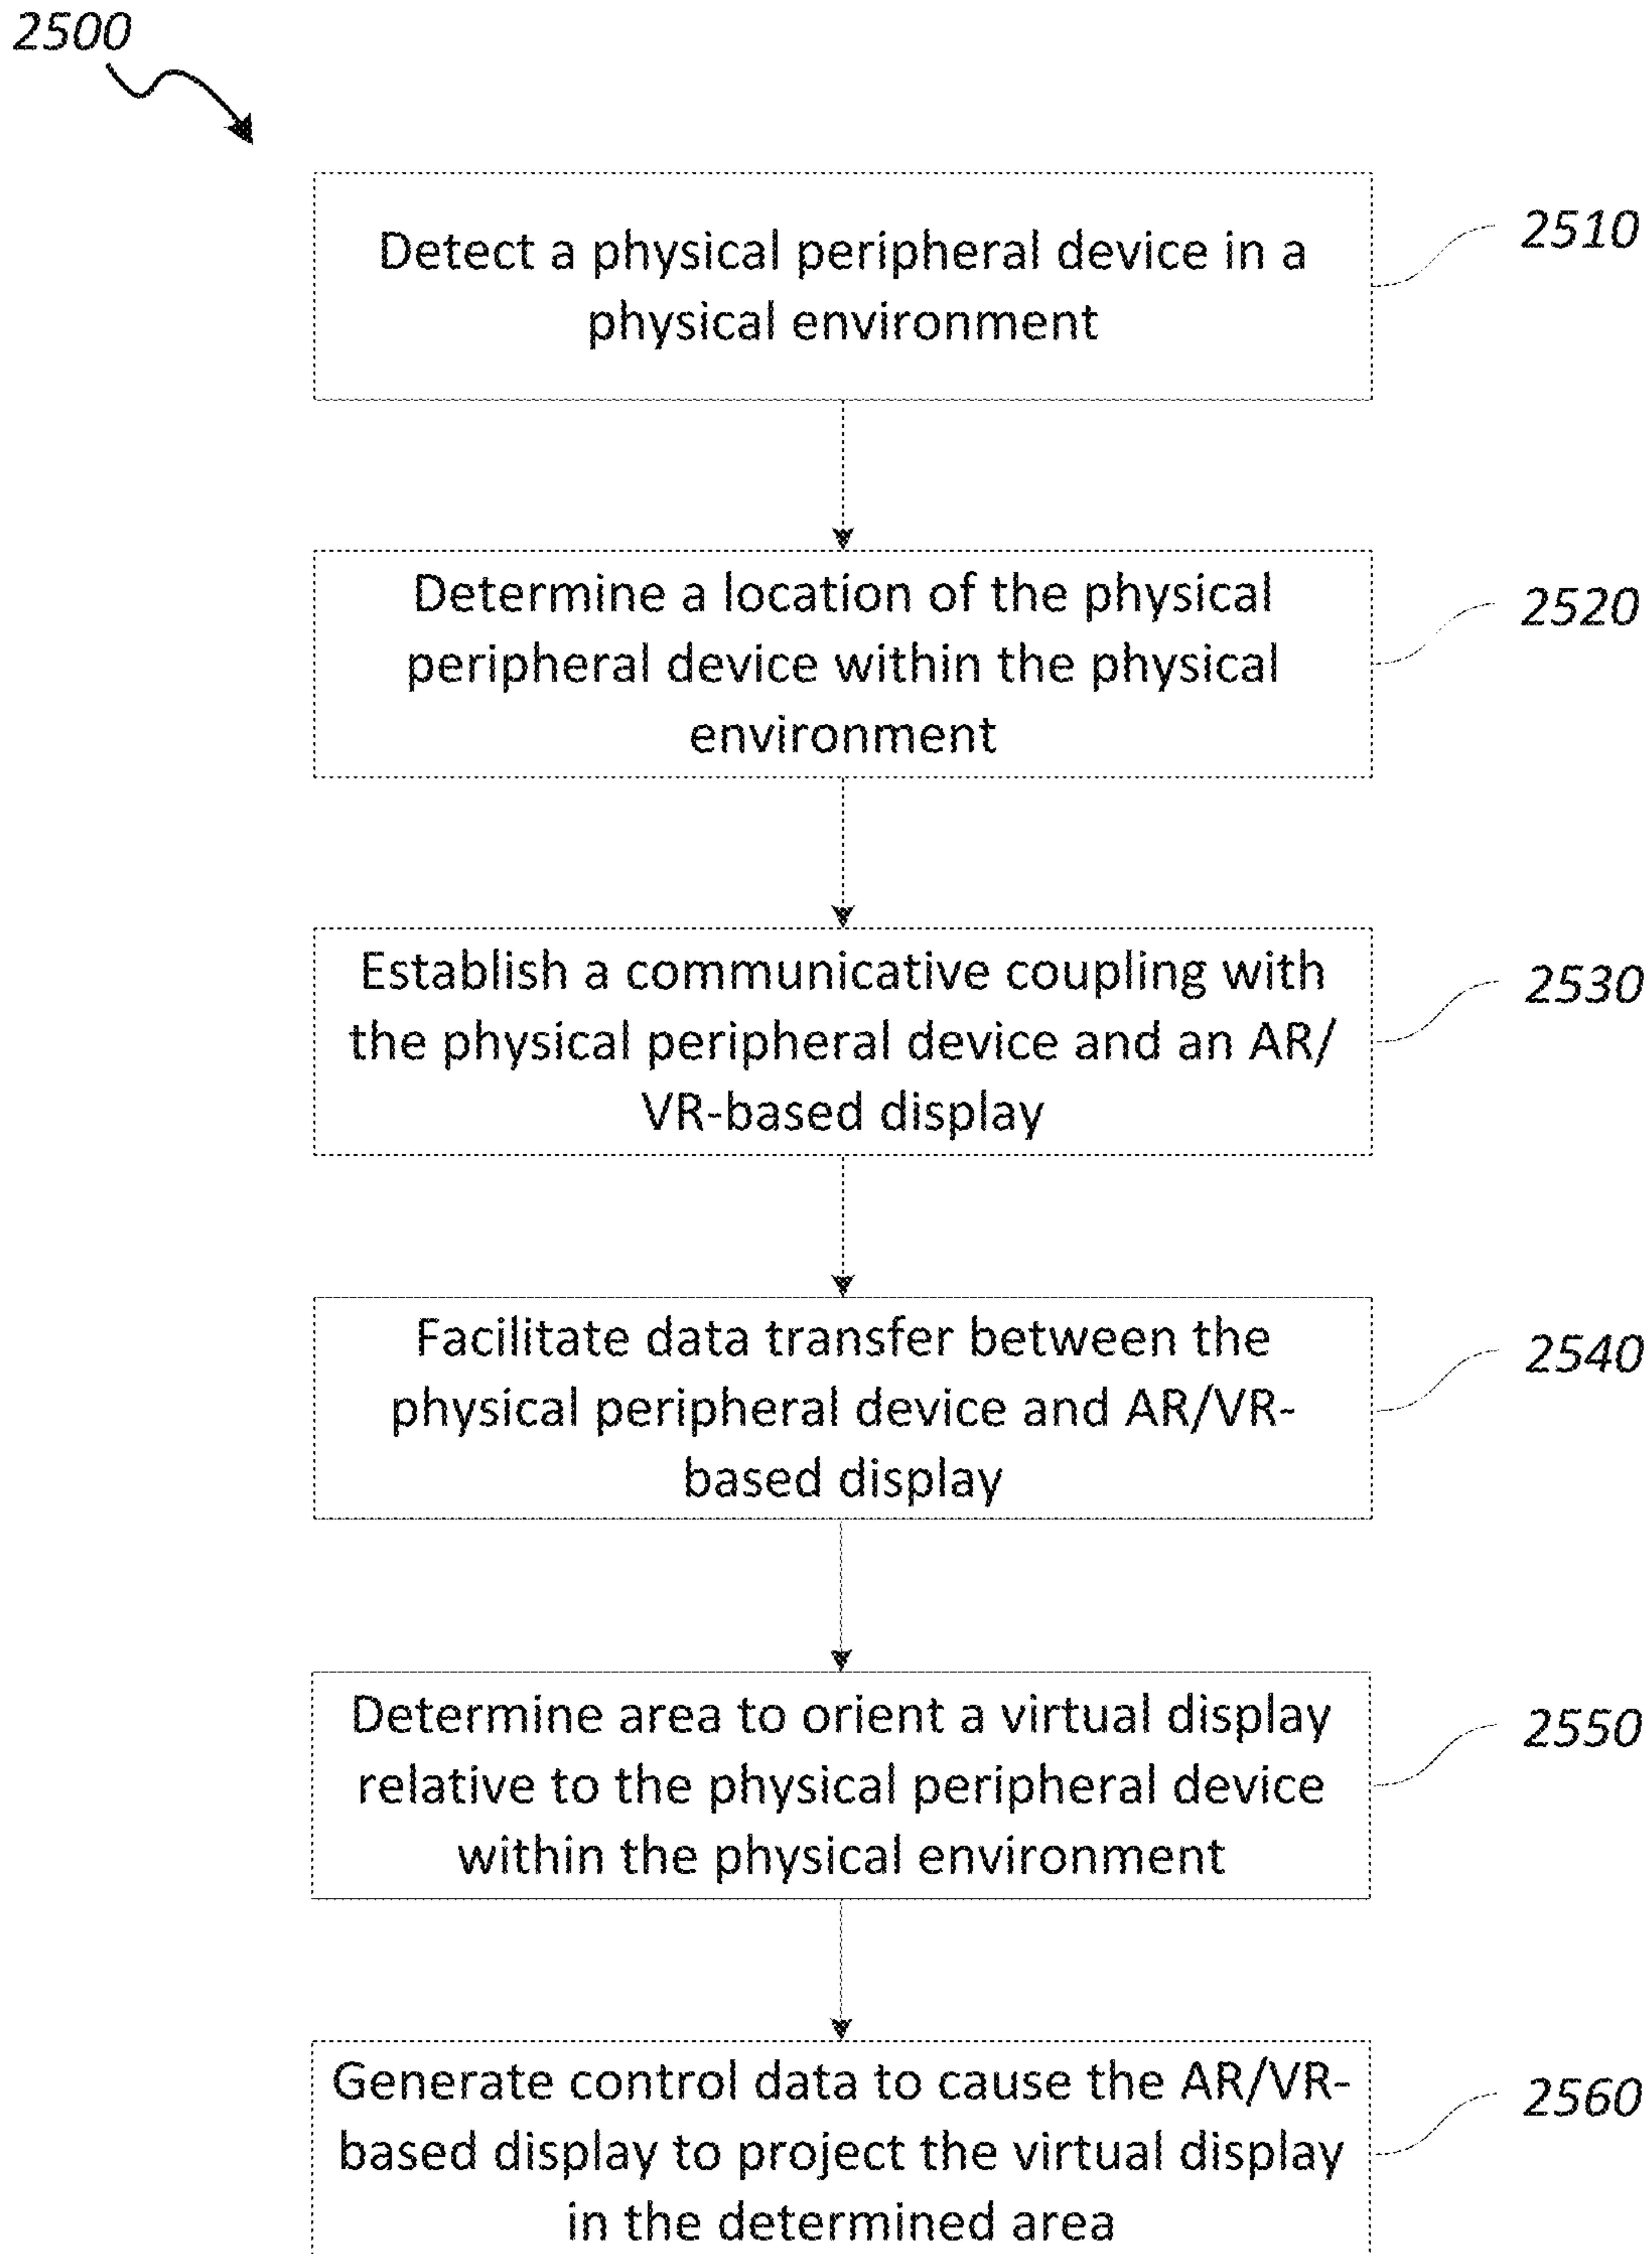 2500
Detect a physical peripheral device in a
physical environment
2510
Determine a location of the physical
peripheral device within the physical
environment
2520
Establish a communicative coupling with
the physical peripheral device and an AR/
VR-based display
2530
Facilitate data transfer between the
physical peripheral device and AR/VR-
based display
2540
Determine area to orient a virtual display
relative to the physical peripheral device
within the physical environment
2550
Generate control data to cause the AR/VR-
based display to project the virtual display
in the determined area
2560